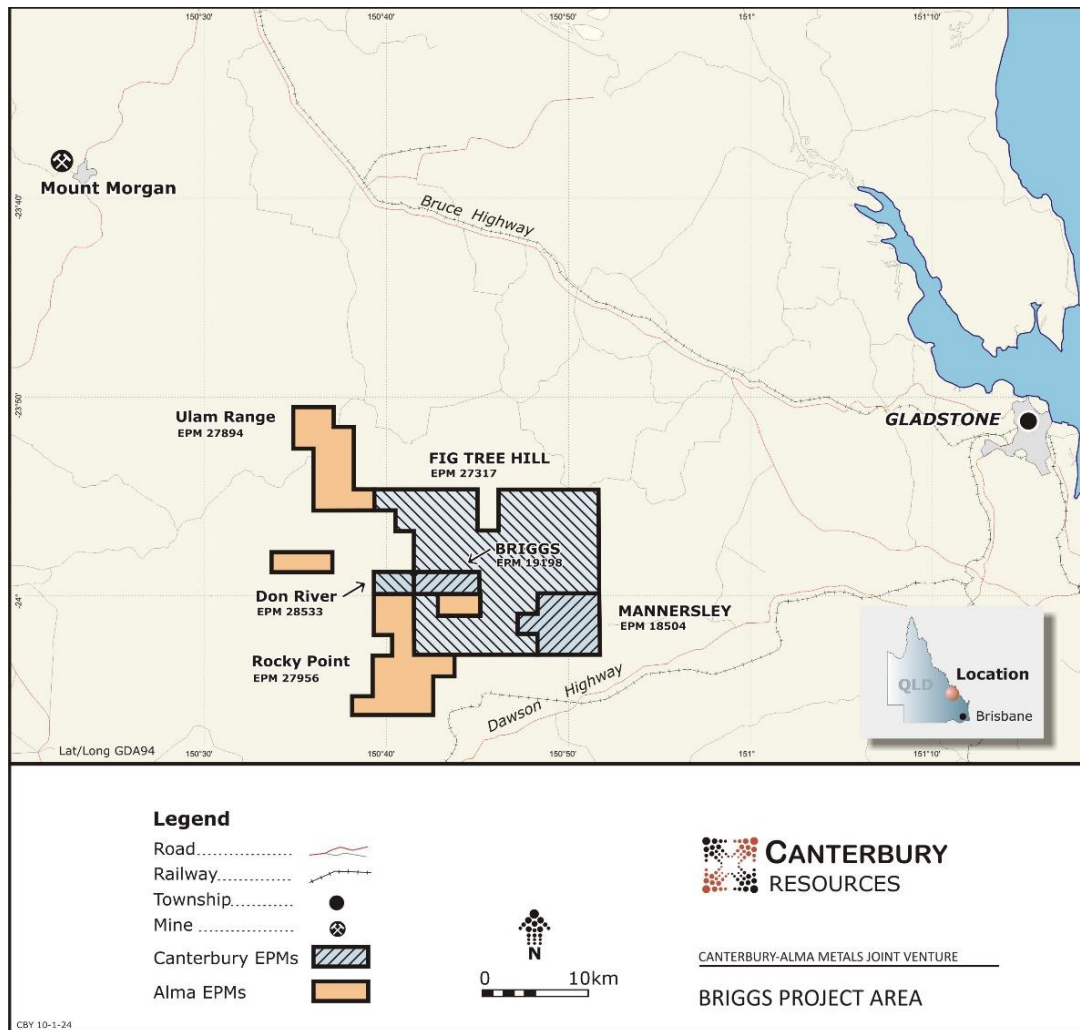 150°30' 150°40' 150°50' 151° 151°10'
Mount Morgan
-23°40'
Bruce Highway
-23°50'
Ulam Range
EPM 27894
GLADSTONE
FIG TREE HILL
EPM 27317
BRIGGS
EPM 19198
Don River
EPM 28533
-24°
MANNERSLEY
EPM 18504
Rocky Point
EPM 27956
Dawson Highway
QLD
Location
Brisbane
Lat/Long GDA94
150°30' 150°40' 150°50' 151° 151°10'
Legend
Road
Railway
Township
Mine
Canterbury EPMs
Alma EPMs
N
0 10km
CANTERBURY
RESOURCES
CANTERBURY-ALMA METALS JOINT VENTURE
BRIGGS PROJECT AREA
CBY 10-1-24